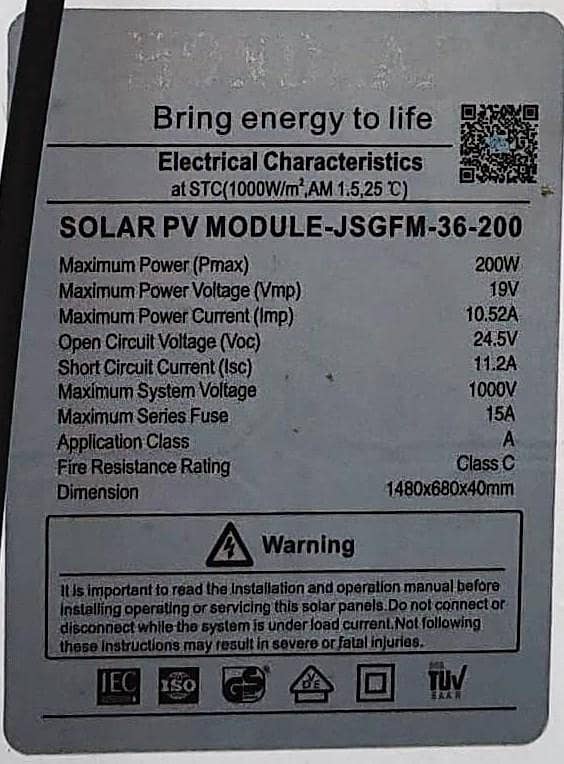 Bring energy to life
Electrical Characteristics
at STC(1000W/m²,AM 1.5,25 ℃)
SOLAR PV MODULE-JSGFM-36-200
Maximum Power (Pmax) 200W
Maximum Power Voltage (Vmp) 19V
Maximum Power Current (Imp) 10.52A
Open Circuit Voltage (Voc) 24.5V
Short Circuit Current (Isc) 11.2A
Maximum System Voltage 1000V
Maximum Series Fuse 15A
Application Class A
Fire Resistance Rating Class C
Dimension 1480x680x40mm
Warning
It is important to read the installation and operation manual before
installing operating or servicing this solar panels.Do not connect or
disconnect while the system is under load current.Not following
these instructions may result in severe or fatal injuries.
IEC ISO GS VDE TUV